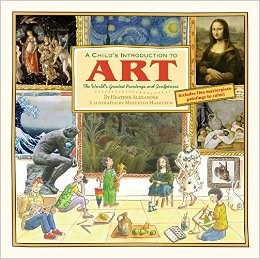 A CHILD'S INTRODUCTION TO
ART
The World's Greatest Paintings and Sculptures
BY HEATHER ALEXANDER
ILLUSTRATED BY MEREDITH HAMILTON
Includes five masterpiece
paintings to color!